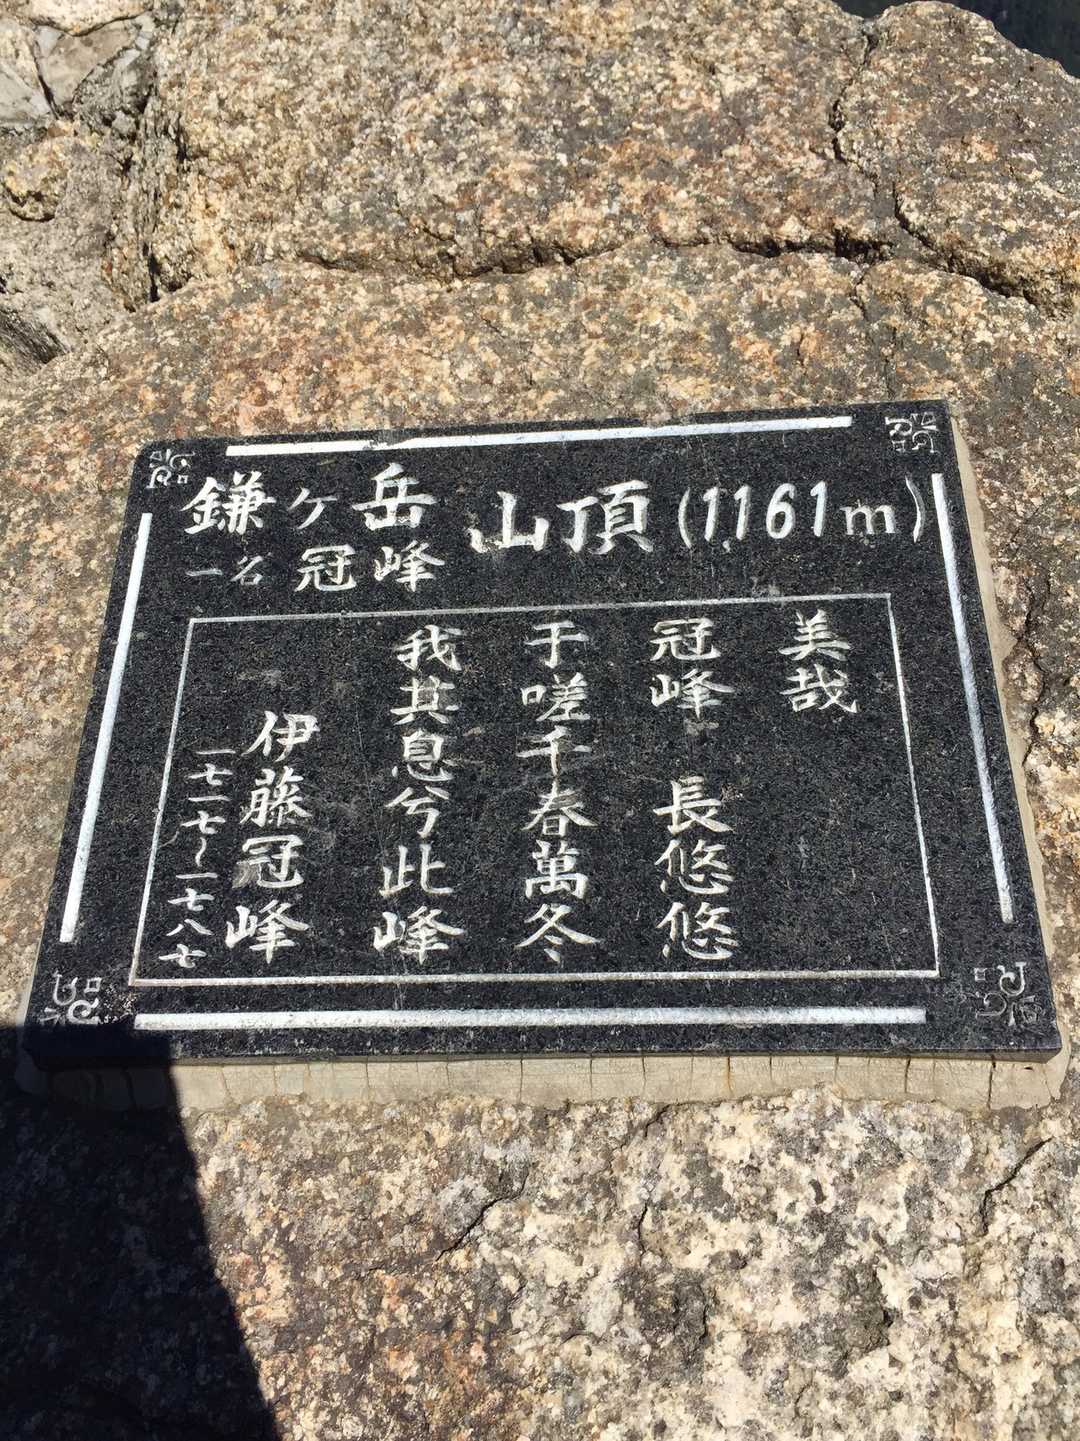 鎌ヶ岳 山頂(1161m)
一名 冠峰
美哉
冠峰 長悠悠
于嗟千春萬冬
我共息兮此峰
伊藤冠峰
一七一七〜一七八七